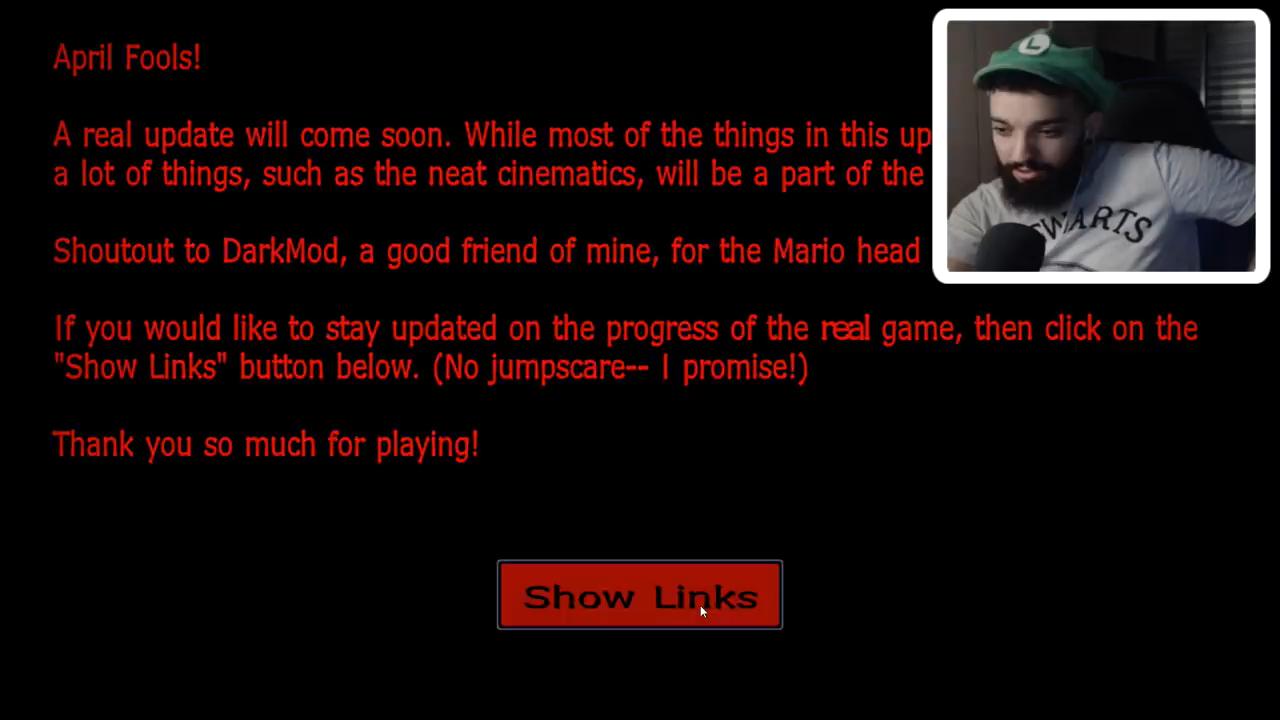 April Fools!
A real update will come soon. While most of the things in this up
a lot of things, such as the neat cinematics, will be a part of the
Shoutout to DarkMod, a good friend of mine, for the Mario head
If you would like to stay updated on the progress of the real game, then click on the
"Show Links" button below. (No jumpscare-- I promise!)
Thank you so much for playing!
Show Links
L
WARTS